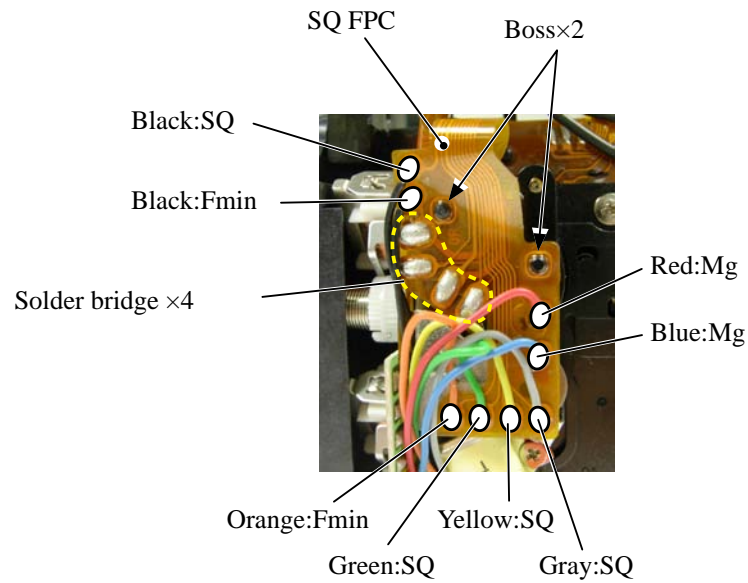 SQ FPC
Boss×2
Black:SQ
Black:Fmin
Red:Mg
Solder bridge ×4
Blue:Mg
Orange:Fmin
Yellow:SQ
Green:SQ
Gray:SQ